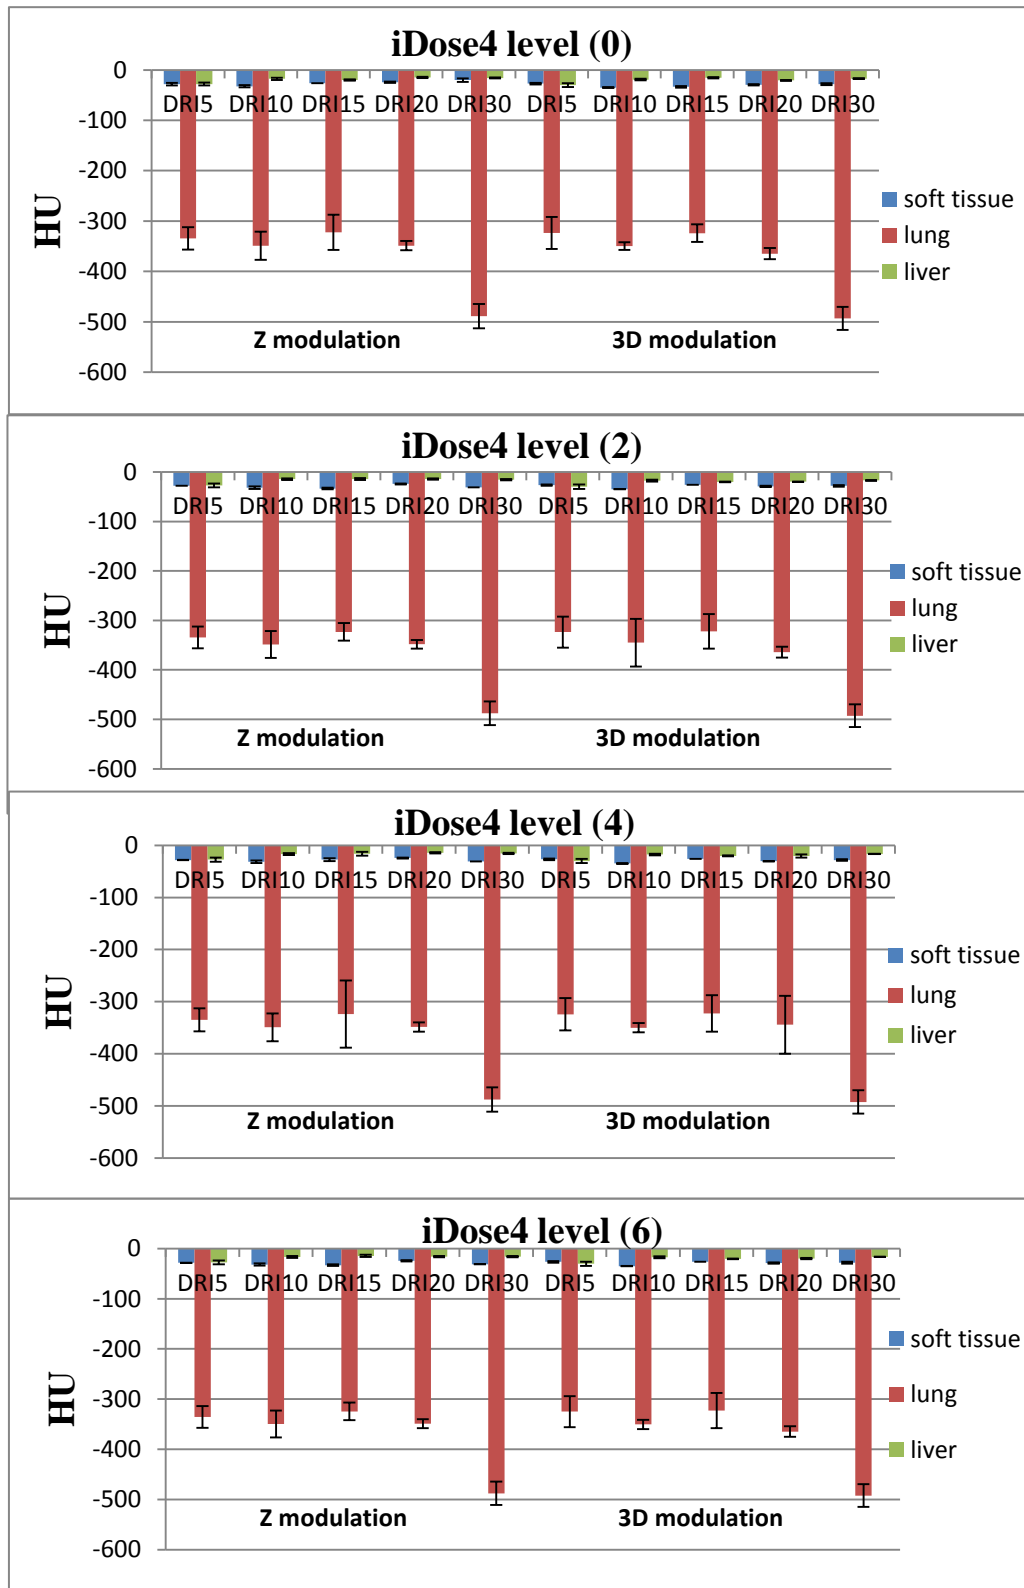 iDose4 level (0)
0
DRI5 DRI10 DRI15 DRI20 DRI30 DRI5 DRI10 DRI15 DRI20 DRI30
-100
-200
-300
-400
-500
-600
HU
Z modulation
3D modulation
soft tissue
lung
liver
iDose4 level (2)
0
DRI5 DRI10 DRI15 DRI20 DRI30 DRI5 DRI10 DRI15 DRI20 DRI30
-100
-200
-300
-400
-500
-600
HU
Z modulation
3D modulation
soft tissue
lung
liver
iDose4 level (4)
0
DRI5 DRI10 DRI15 DRI20 DRI30 DRI5 DRI10 DRI15 DRI20 DRI30
-100
-200
-300
-400
-500
-600
HU
Z modulation
3D modulation
soft tissue
lung
liver
iDose4 level (6)
0
DRI5 DRI10 DRI15 DRI20 DRI30 DRI5 DRI10 DRI15 DRI20 DRI30
-100
-200
-300
-400
-500
-600
HU
Z modulation
3D modulation
soft tissue
lung
liver